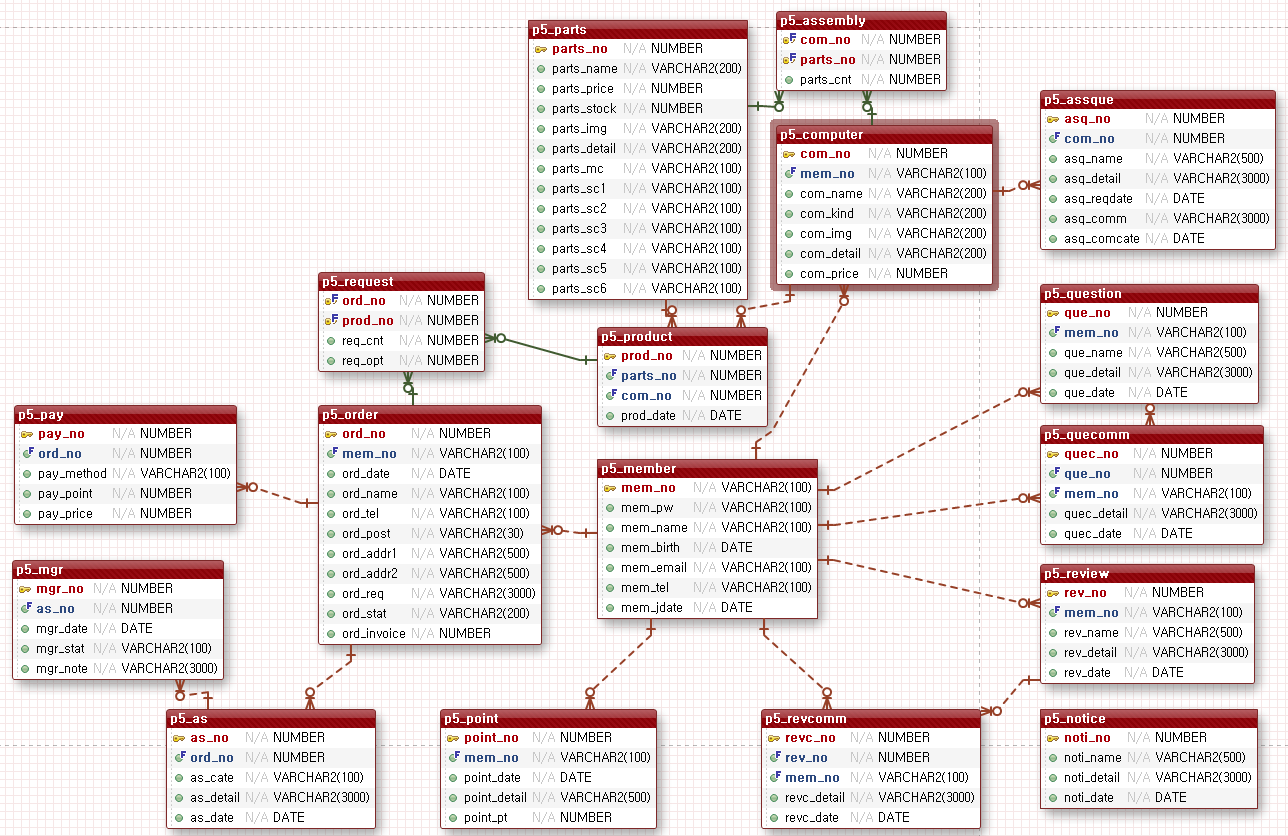 p5_parts
parts_no N/A NUMBER
parts_name N/A VARCHAR2(200)
parts_price N/A NUMBER
parts_stock N/A NUMBER
parts_img N/A VARCHAR2(200)
parts_detail N/A VARCHAR2(200)
parts_mc N/A VARCHAR2(100)
parts_sc1 N/A VARCHAR2(100)
parts_sc2 N/A VARCHAR2(100)
parts_sc3 N/A VARCHAR2(100)
parts_sc4 N/A VARCHAR2(100)
parts_sc5 N/A VARCHAR2(100)
parts_sc6 N/A VARCHAR2(100)
p5_assembly
com_no N/A NUMBER
parts_no N/A NUMBER
parts_cnt N/A NUMBER
p5_computer
com_no N/A NUMBER
mem_no N/A VARCHAR2(100)
com_name N/A VARCHAR2(200)
com_kind N/A VARCHAR2(200)
com_img N/A VARCHAR2(200)
com_detail N/A VARCHAR2(200)
com_price N/A NUMBER
p5_assque
asq_no N/A NUMBER
com_no N/A NUMBER
asq_name N/A VARCHAR2(500)
asq_detail N/A VARCHAR2(3000)
asq_reqdate N/A DATE
asq_comm N/A VARCHAR2(3000)
asq_comcate N/A DATE
p5_request
ord_no N/A NUMBER
prod_no N/A NUMBER
req_cnt N/A NUMBER
req_opt N/A NUMBER
p5_product
prod_no N/A NUMBER
parts_no N/A NUMBER
com_no N/A NUMBER
prod_date N/A DATE
p5_question
que_no N/A NUMBER
mem_no N/A VARCHAR2(100)
que_name N/A VARCHAR2(500)
que_detail N/A VARCHAR2(3000)
que_date N/A DATE
p5_pay
pay_no N/A NUMBER
ord_no N/A NUMBER
pay_method N/A VARCHAR2(100)
pay_point N/A NUMBER
pay_price N/A NUMBER
p5_order
ord_no N/A NUMBER
mem_no N/A VARCHAR2(100)
ord_date N/A DATE
ord_name N/A VARCHAR2(100)
ord_tel N/A VARCHAR2(100)
ord_post N/A VARCHAR2(30)
ord_addr1 N/A VARCHAR2(500)
ord_addr2 N/A VARCHAR2(500)
ord_req N/A VARCHAR2(3000)
ord_stat N/A VARCHAR2(200)
ord_invoice N/A NUMBER
p5_member
mem_no N/A VARCHAR2(100)
mem_pw N/A VARCHAR2(100)
mem_name N/A VARCHAR2(100)
mem_birth N/A DATE
mem_email N/A VARCHAR2(100)
mem_tel N/A VARCHAR2(100)
mem_jdate N/A DATE
p5_quecomm
quec_no N/A NUMBER
que_no N/A NUMBER
mem_no N/A VARCHAR2(100)
quec_detail N/A VARCHAR2(3000)
quec_date N/A DATE
p5_mgr
mgr_no N/A NUMBER
as_no N/A NUMBER
mgr_date N/A DATE
mgr_stat N/A VARCHAR2(100)
mgr_note N/A VARCHAR2(3000)
p5_review
rev_no N/A NUMBER
mem_no N/A VARCHAR2(100)
rev_name N/A VARCHAR2(500)
rev_detail N/A VARCHAR2(3000)
rev_date N/A DATE
p5_as
as_no N/A NUMBER
ord_no N/A NUMBER
as_cate N/A VARCHAR2(100)
as_detail N/A VARCHAR2(3000)
as_date N/A DATE
p5_point
point_no N/A NUMBER
mem_no N/A VARCHAR2(100)
point_date N/A DATE
point_detail N/A VARCHAR2(500)
point_pt N/A NUMBER
p5_revcomm
revc_no N/A NUMBER
rev_no N/A NUMBER
mem_no N/A VARCHAR2(100)
revc_detail N/A VARCHAR2(3000)
revc_date N/A DATE
p5_notice
noti_no N/A NUMBER
noti_name N/A VARCHAR2(500)
noti_detail N/A VARCHAR2(3000)
noti_date N/A DATE